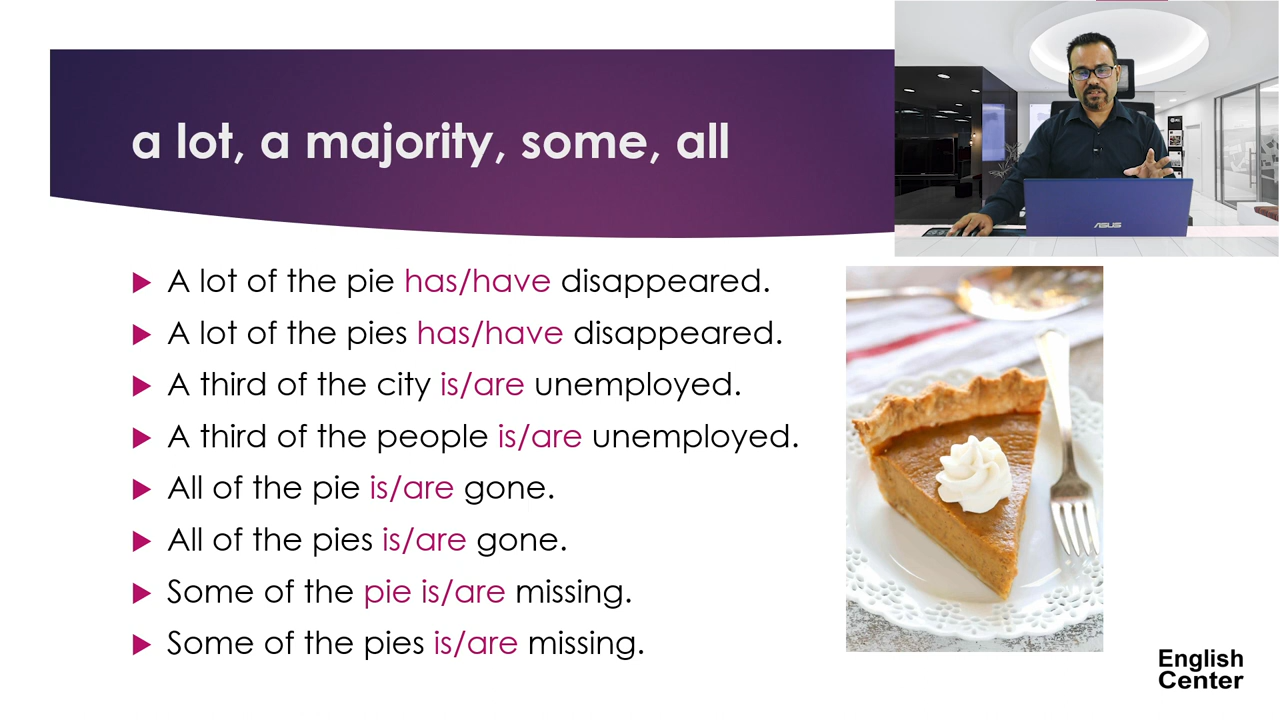 a lot, a majority, some, all
A lot of the pie has/have disappeared.
A lot of the pies has/have disappeared.
A third of the city is/are unemployed.
A third of the people is/are unemployed.
All of the pie is/are gone.
All of the pies is/are gone.
Some of the pie is/are missing.
Some of the pies is/are missing.
ASUS
English
Center